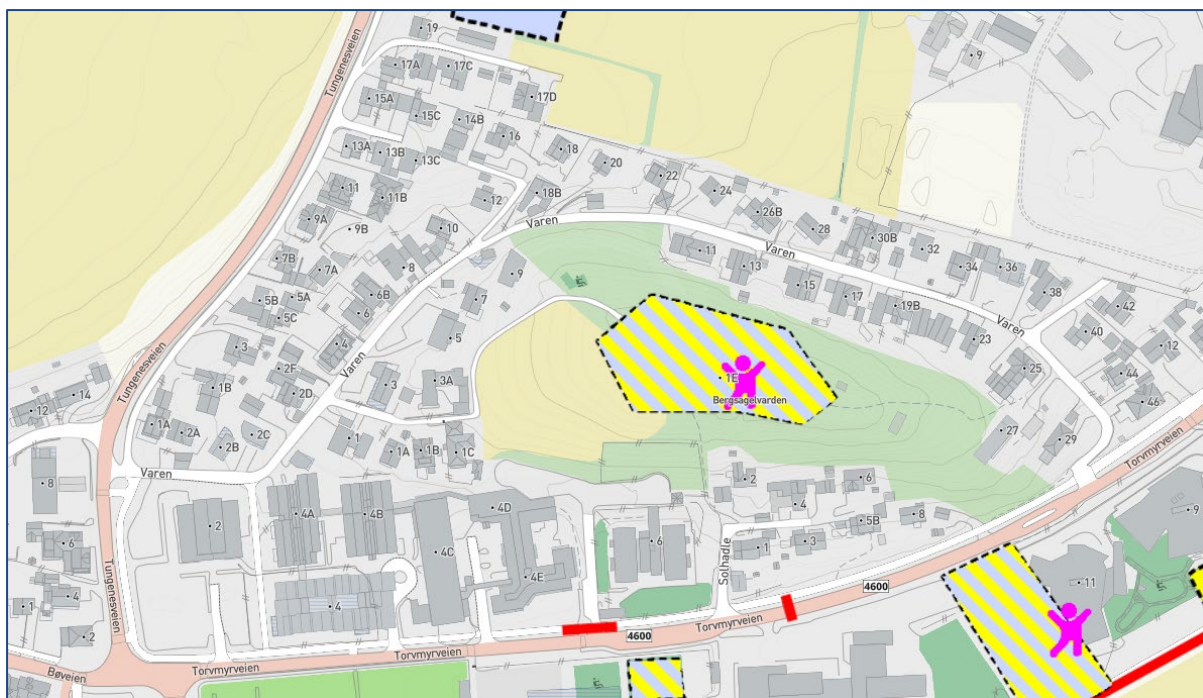 19
9
17A
17C
Tungenesveien
15A
17D
15C
14B
16
13A
13B
13C
18
20
22
11
11B
12
18B
24
26B
9A
9B
10
Varen
28
30B
32
7B
7A
8
11
13
Varen
34
36
5B
5A
6B
9
15
17
38
5C
6
7
19B
42
3
4
5
Varen
23
40
12
Tungenesveien
2F
Varen
1E
25
44
14
1B
2D
3
3A
Bergsagelvarden
46
12
1A
2A
2C
2B
1
1A
1B
1C
27
29
Torvmyrveien
Varen
8
2
6
4
2
4A
4B
4D
4C
6
5B
8
9
6
1
3
4E
Solhadle
4600
11
Tungenesveien
1
4
4
4600
Torvmyrveien
2
Torvmyrveien
Bøveien
Torvmyrveien